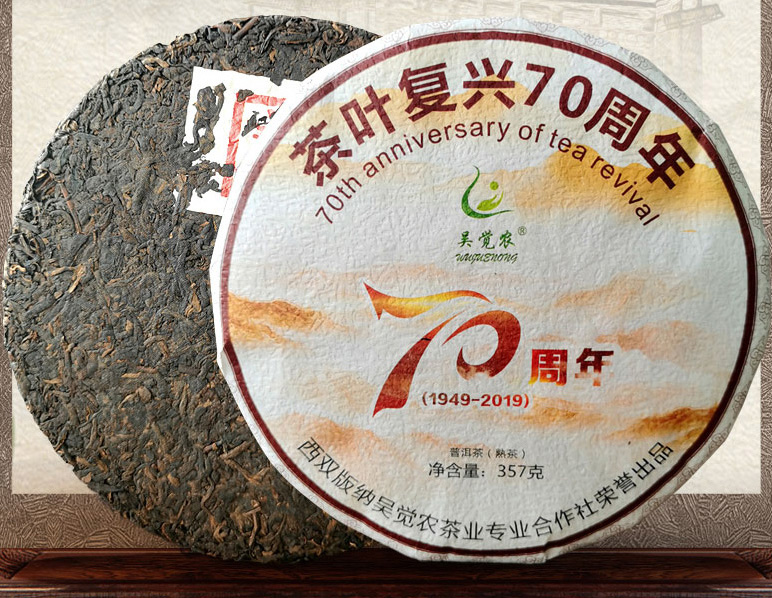 茶叶复兴70周年
70th anniversary of tea revival
吴觉农®
WUJUENONG
70周年
(1949-2019)
普洱茶（熟茶）
净含量：357克
西双版纳吴觉农茶业专业合作社荣誉出品